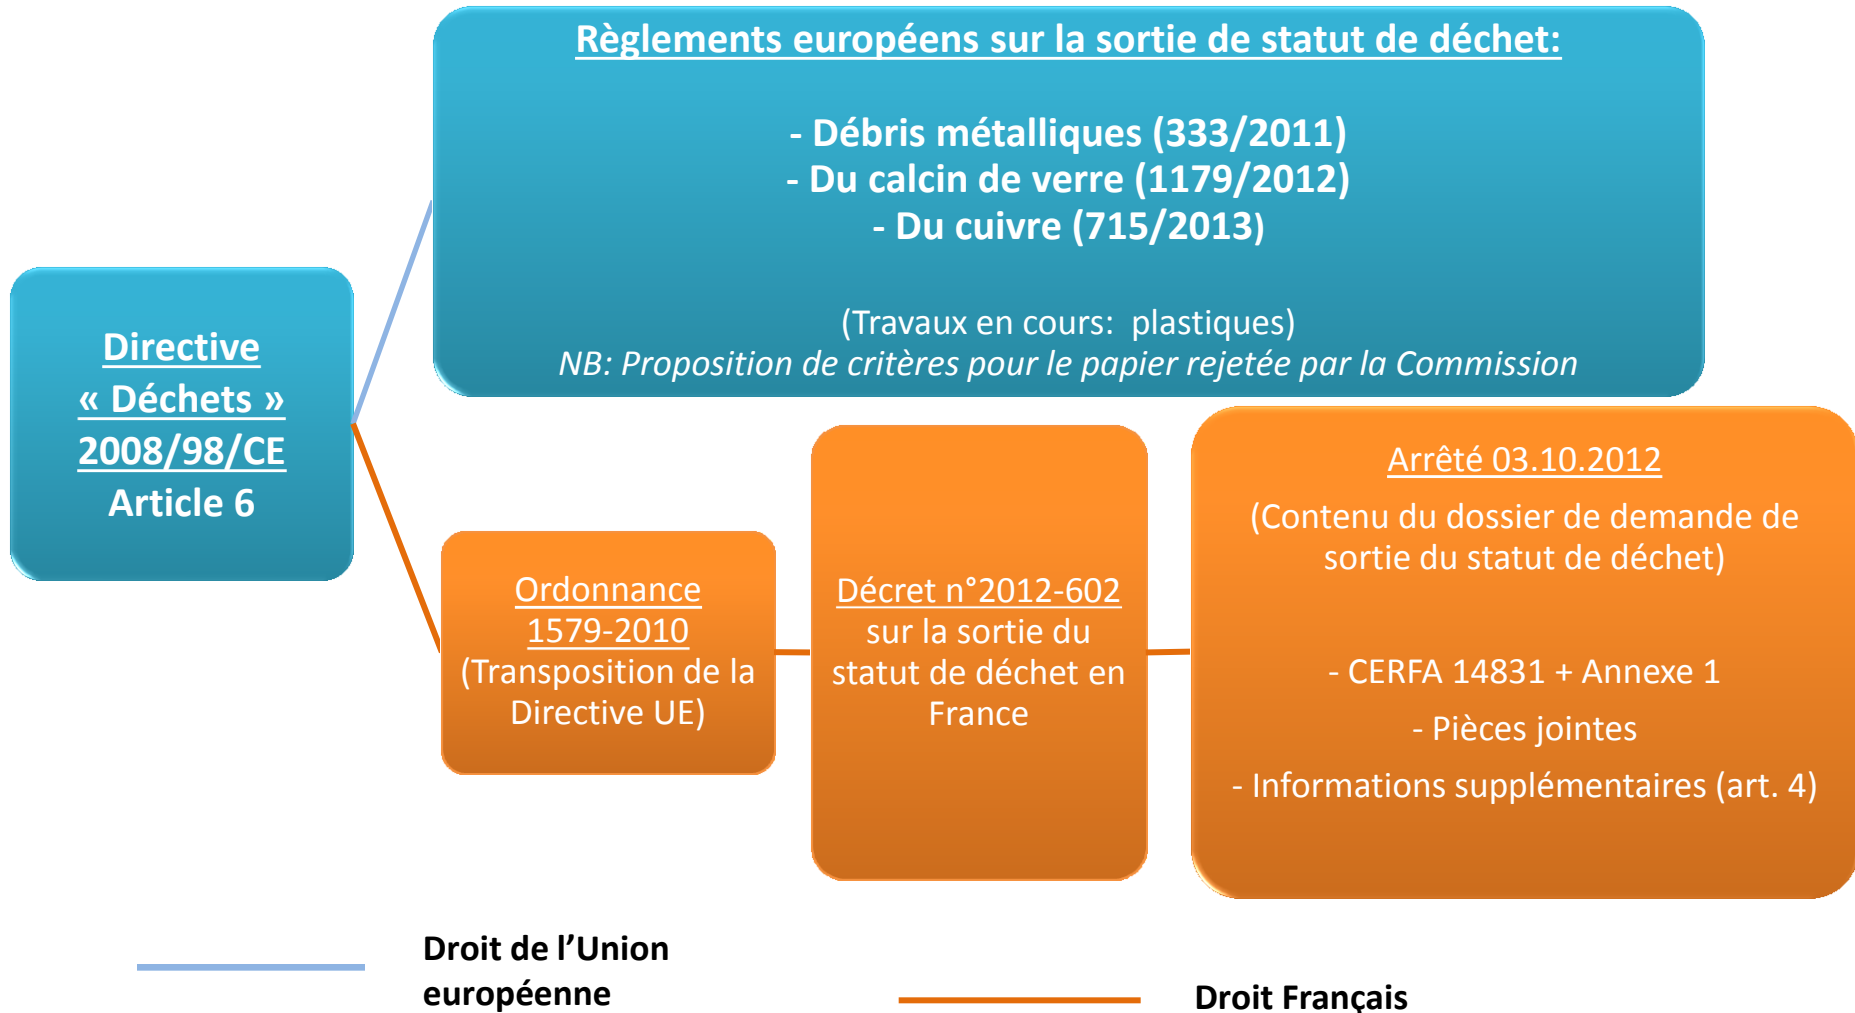 Règlements européens sur la sortie de statut de déchet:
- Débris métalliques (333/2011)
- Du calcin de verre (1179/2012)
- Du cuivre (715/2013)
(Travaux en cours: plastiques)
NB: Proposition de critères pour le papier rejetée par la Commission
Directive
« Déchets »
2008/98/CE
Article 6
Ordonnance
1579-2010
(Transposition de la
Directive UE)
Décret n°2012-602
sur la sortie du
statut de déchet en
France
Arrêté 03.10.2012
(Contenu du dossier de demande de
sortie du statut de déchet)
- CERFA 14831 + Annexe 1
- Pièces jointes
- Informations supplémentaires (art. 4)
Droit de l’Union
européenne
Droit Français